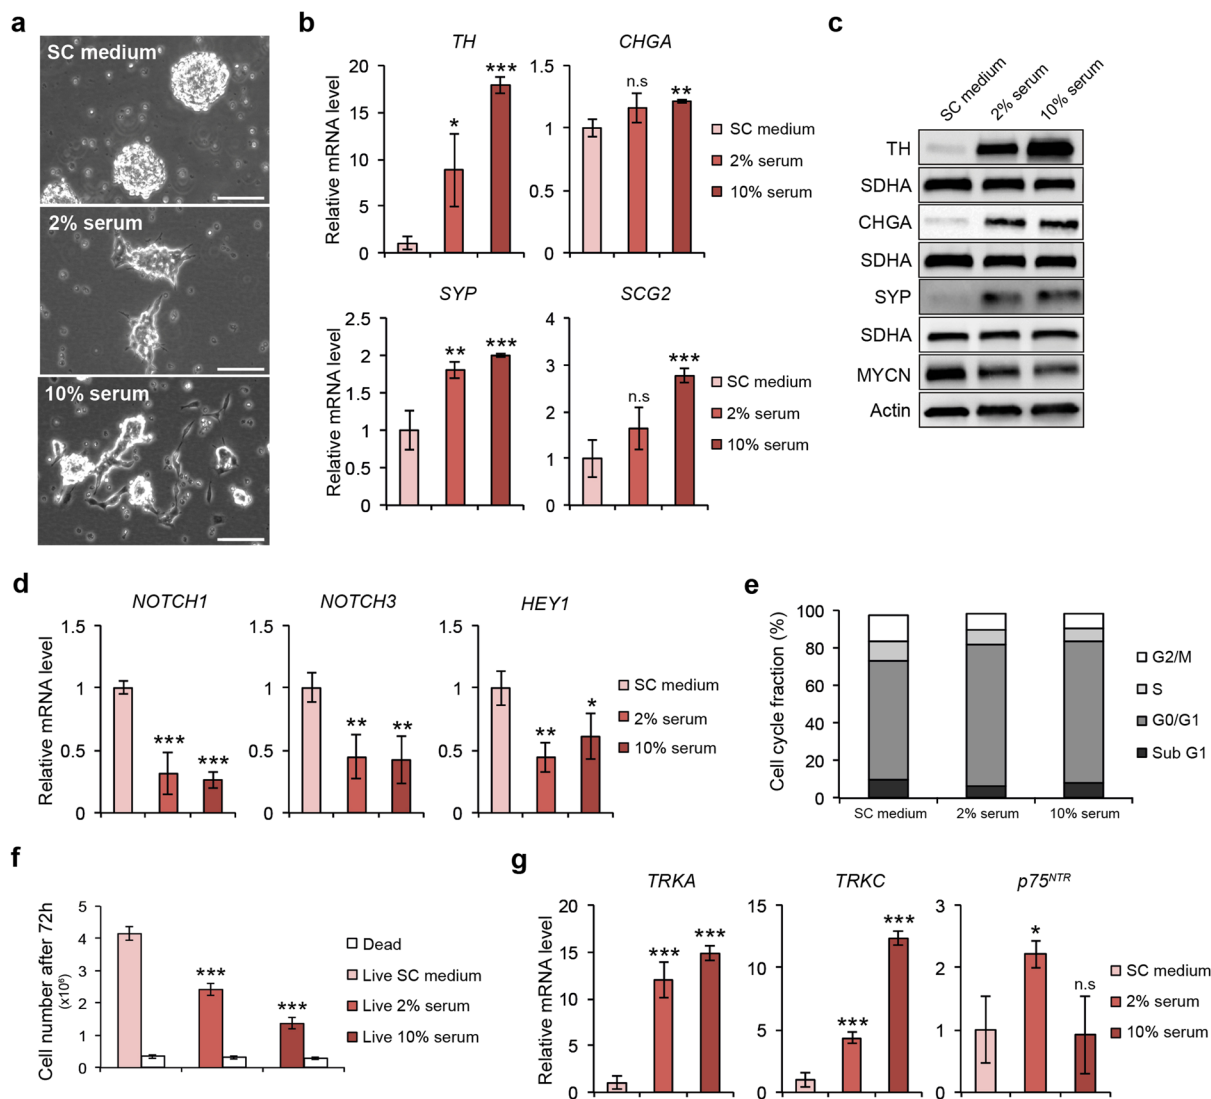 a
SC medium
2% serum
10% serum
b
TH
Relative mRNA level
20
15
10
5
0
*
***
CHGA
1.5
1
0.5
0
n.s
**
SC medium
2% serum
10% serum
SYP
Relative mRNA level
2.5
2
1.5
1
0.5
0
**
***
SCG2
4
3
2
1
0
n.s
***
SC medium
2% serum
10% serum
c
SC medium
2% serum
10% serum
TH
SDHA
CHGA
SDHA
SYP
SDHA
MYCN
Actin
d
NOTCH1
Relative mRNA level
1.5
1
0.5
0
***
***
NOTCH3
1.5
1
0.5
0
**
**
HEY1
1.5
1
0.5
0
**
*
SC medium
2% serum
10% serum
e
Cell cycle fraction (%)
100
80
60
40
20
0
SC medium
2% serum
10% serum
G2/M
S
G0/G1
Sub G1
f
Cell number after 72h
(x10⁶)
5
4
3
2
1
0
***
***
Dead
Live SC medium
Live 2% serum
Live 10% serum
g
TRKA
Relative mRNA level
20
15
10
5
0
***
***
TRKC
15
10
5
0
***
***
p75ᴺᵀᴿ
3
2
1
0
*
n.s
SC medium
2% serum
10% serum